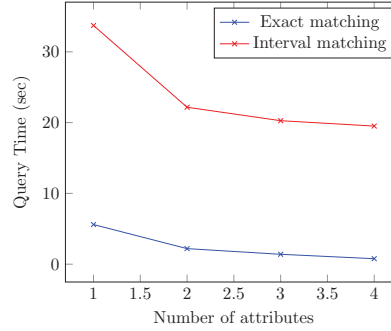 Exact matching
Interval matching
30
20
10
0
1 1.5 2 2.5 3 3.5 4
Query Time (sec)
Number of attributes